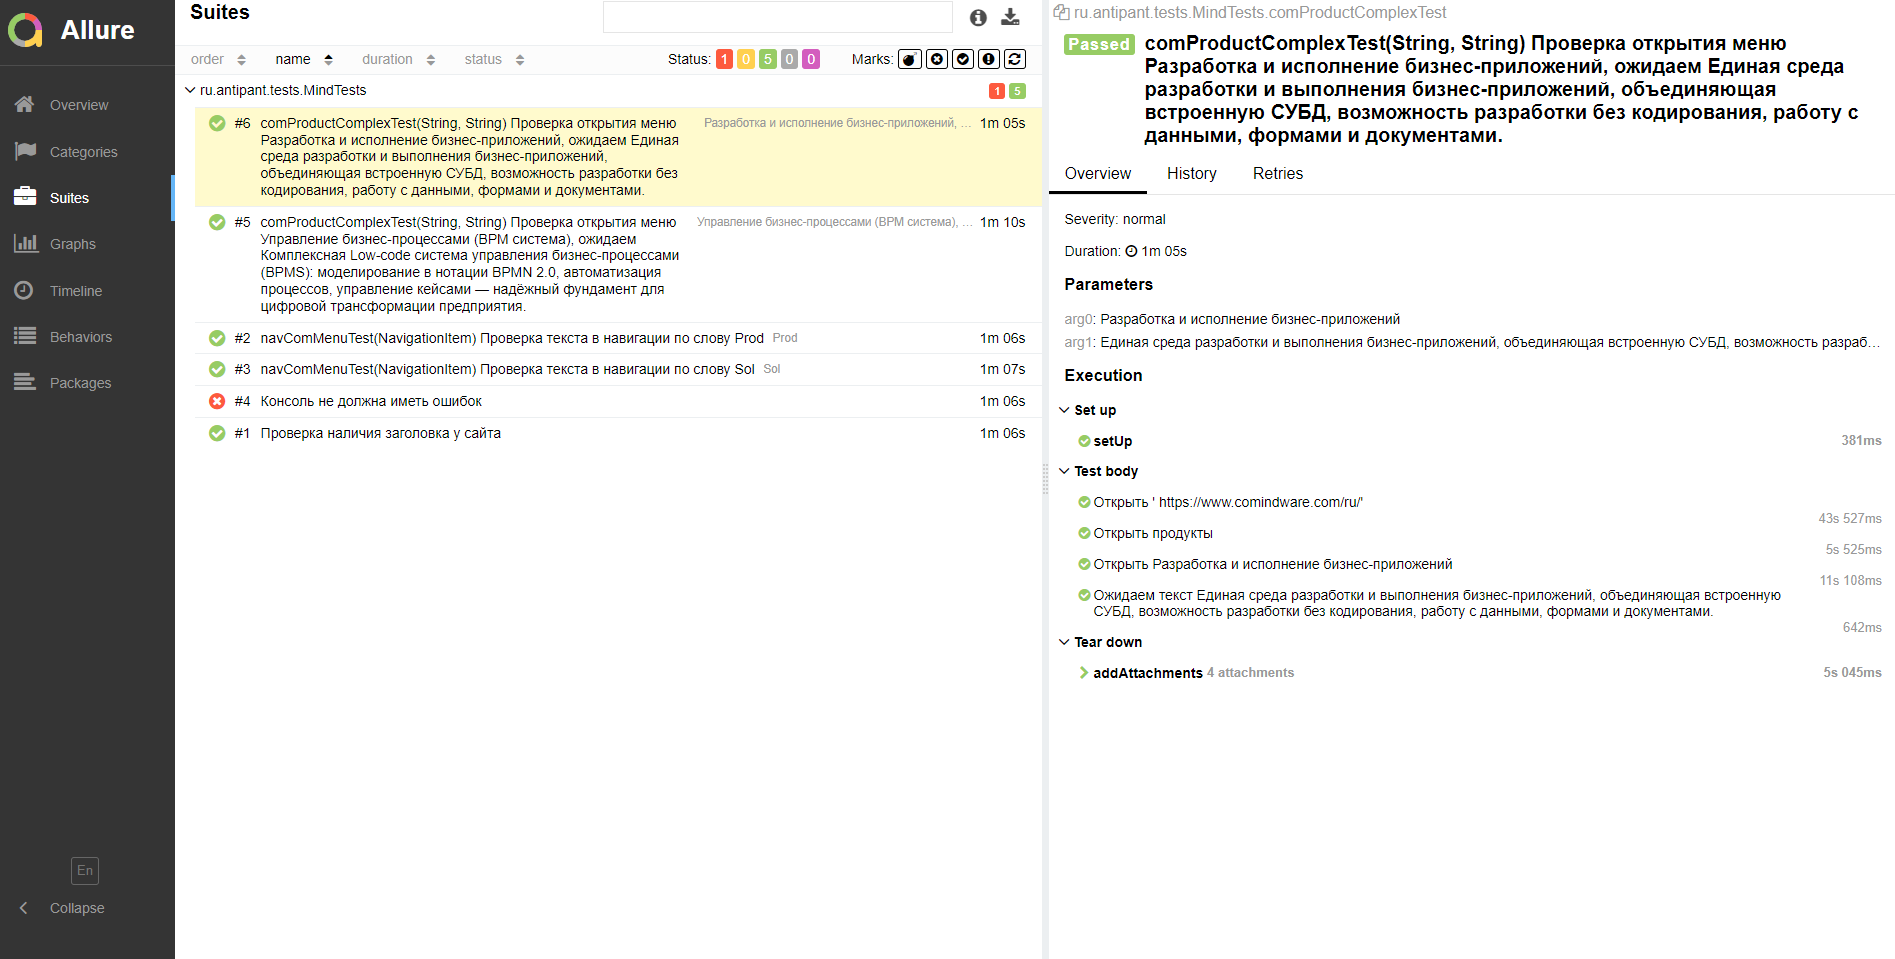 Allure
Overview
Categories
Suites
Graphs
Timeline
Behaviors
Packages
En
Collapse
Suites
order name duration status Status: 1 0 5 0 0 Marks:
ru.antipant.tests.MindTests 1 5
#6 comProductComplexTest(String, String) Проверка открытия меню Разработка и исполнение бизнес-приложений, ... 1m 05s
Разработка и исполнение бизнес-приложений, ожидаем Единая
среда разработки и выполнения бизнес-приложений,
объединяющая встроенную СУБД, возможность разработки без
кодирования, работу с данными, формами и документами.
#5 comProductComplexTest(String, String) Проверка открытия меню Управление бизнес-процессами (BPM система), ... 1m 10s
Управление бизнес-процессами (BPM система), ожидаем
Комплексная Low-code система управления бизнес-процессами
(BPMS): моделирование в нотации BPMN 2.0, автоматизация
процессов, управление кейсами — надёжный фундамент для
цифровой трансформации предприятия.
#2 navComMenuTest(NavigationItem) Проверка текста в навигации по слову Prod Prod 1m 06s
#3 navComMenuTest(NavigationItem) Проверка текста в навигации по слову Sol Sol 1m 07s
#4 Консоль не должна иметь ошибок 1m 06s
#1 Проверка наличия заголовка у сайта 1m 06s
ru.antipant.tests.MindTests.comProductComplexTest
Passed comProductComplexTest(String, String) Проверка открытия меню
Разработка и исполнение бизнес-приложений, ожидаем Единая среда
разработки и выполнения бизнес-приложений, объединяющая
встроенную СУБД, возможность разработки без кодирования, работу с
данными, формами и документами.
Overview History Retries
Severity: normal
Duration: 1m 05s
Parameters
arg0: Разработка и исполнение бизнес-приложений
arg1: Единая среда разработки и выполнения бизнес-приложений, объединяющая встроенную СУБД, возможность разраб...
Execution
Set up
setUp 381ms
Test body
Открыть ' https://www.comindware.com/ru/'
43s 527ms
Открыть продукты
5s 525ms
Открыть Разработка и исполнение бизнес-приложений
11s 108ms
Ожидаем текст Единая среда разработки и выполнения бизнес-приложений, объединяющая встроенную
СУБД, возможность разработки без кодирования, работу с данными, формами и документами.
642ms
Tear down
addAttachments 4 attachments 5s 045ms